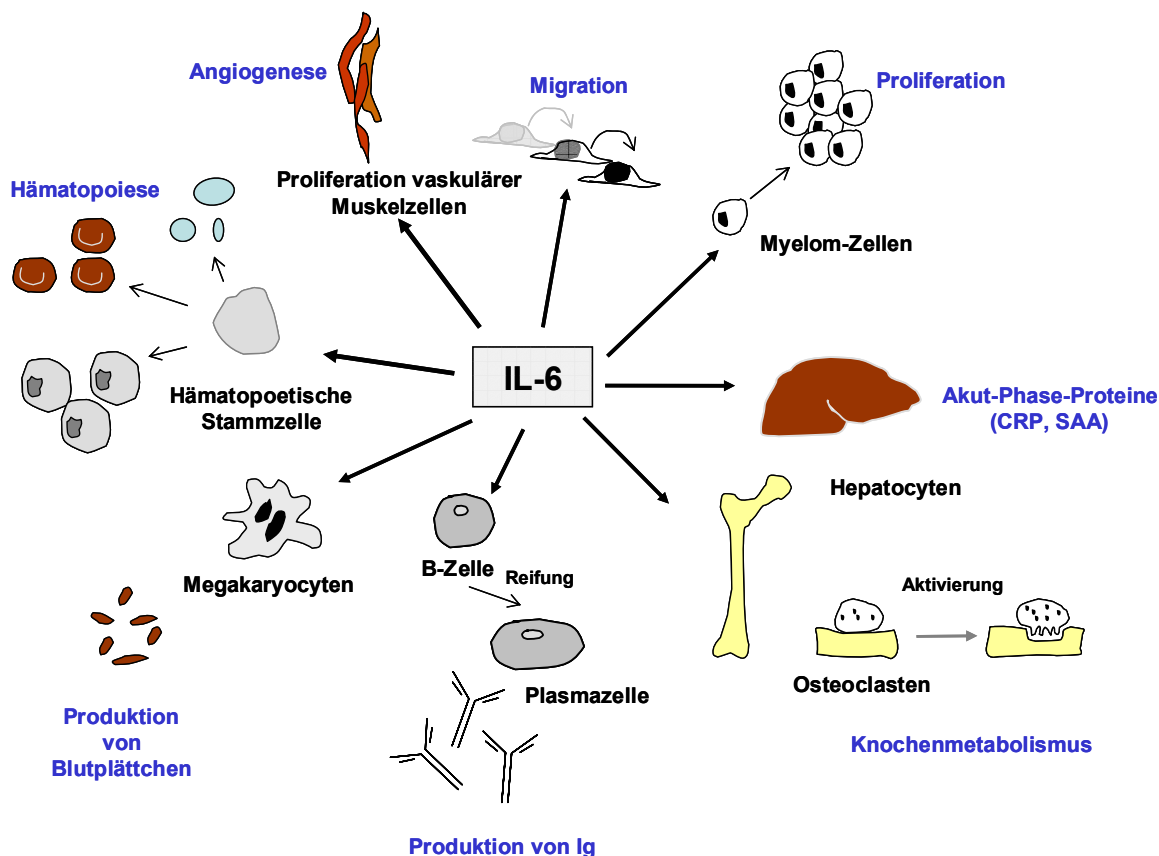 Angiogenese
Migration
Proliferation
Hämatopoiese
Proliferation vaskulärer
Muskelzellen
Myelom-Zellen
IL-6
Akut-Phase-Proteine
(CRP, SAA)
Hämatopoetische
Stammzelle
Hepatocyten
Megakaryocyten
B-Zelle
Reifung
Aktivierung
Plasmazelle
Osteoclasten
Produktion
von
Blutplättchen
Knochenmetabolismus
Produktion von Ig